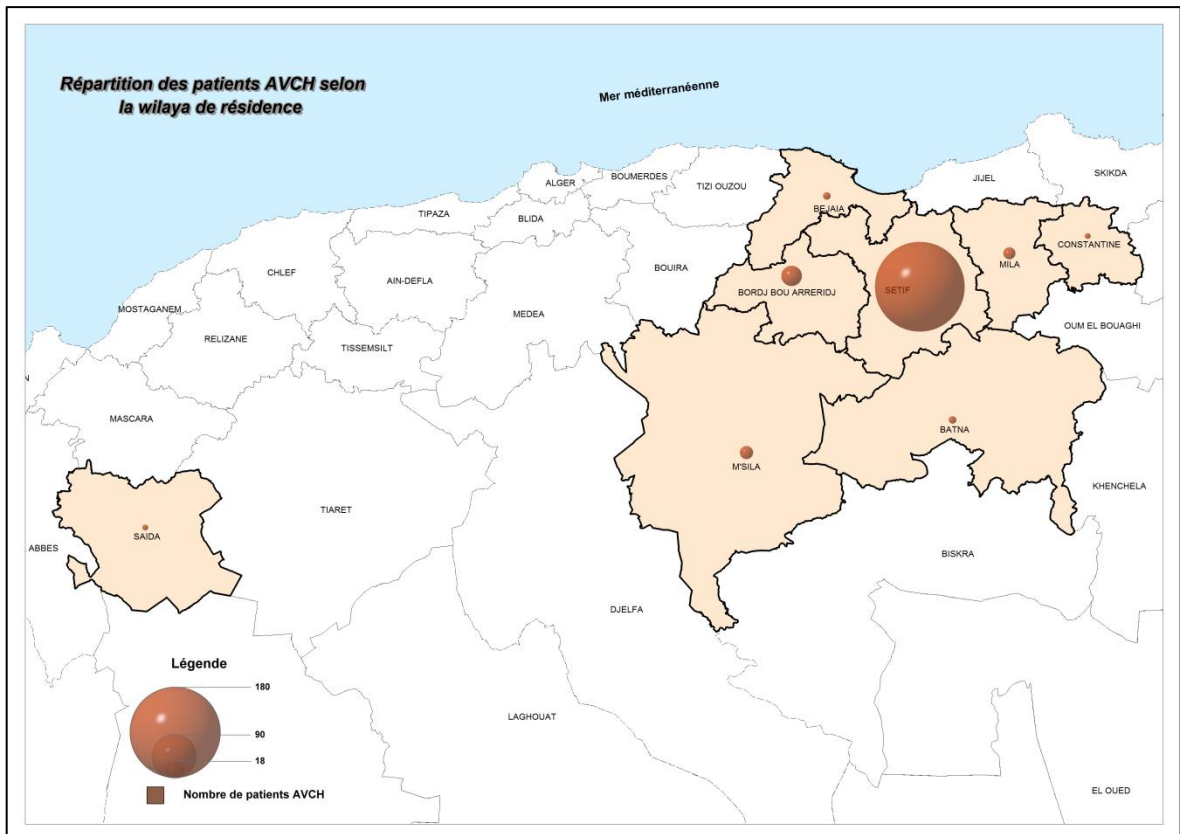 Répartition des patients AVCH selon
la wilaya de résidence
Mer méditerranéenne
SKIKDA
JIJEL
BOUMERDES
ALGER
TIZI OUZOU
TIPAZA
BLIDA
BEJAIA
CONSTANTINE
MILA
CHLEF
AIN-DEFLA
BOUIRA
BORDJ BOU ARRERIDJ
SETIF
MOSTAGANEM
MEDEA
OUM EL BOUAGHI
RELIZANE
TISSEMSILT
MASCARA
BATNA
M'SILA
KHENCHELA
TIARET
SAIDA
ABBES
BISKRA
DJELFA
LAGHOUAT
EL OUED
N
Légende
180
90
18
Nombre de patients AVCH